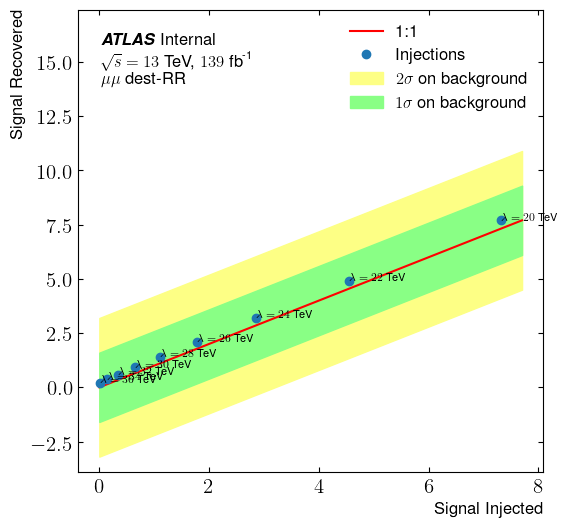 Signal Recovered
ATLAS Internal
√s = 13 TeV, 139 fb⁻¹
μμ dest-RR
1:1
Injections
2σ on background
1σ on background
15.0
12.5
10.0
7.5
5.0
2.5
0.0
−2.5
λ = 20 TeV
λ = 22 TeV
λ = 24 TeV
λ = 26 TeV
λ = 28 TeV
λ = 30 TeV
TeV
TeV
0 2 4 6 8
Signal Injected